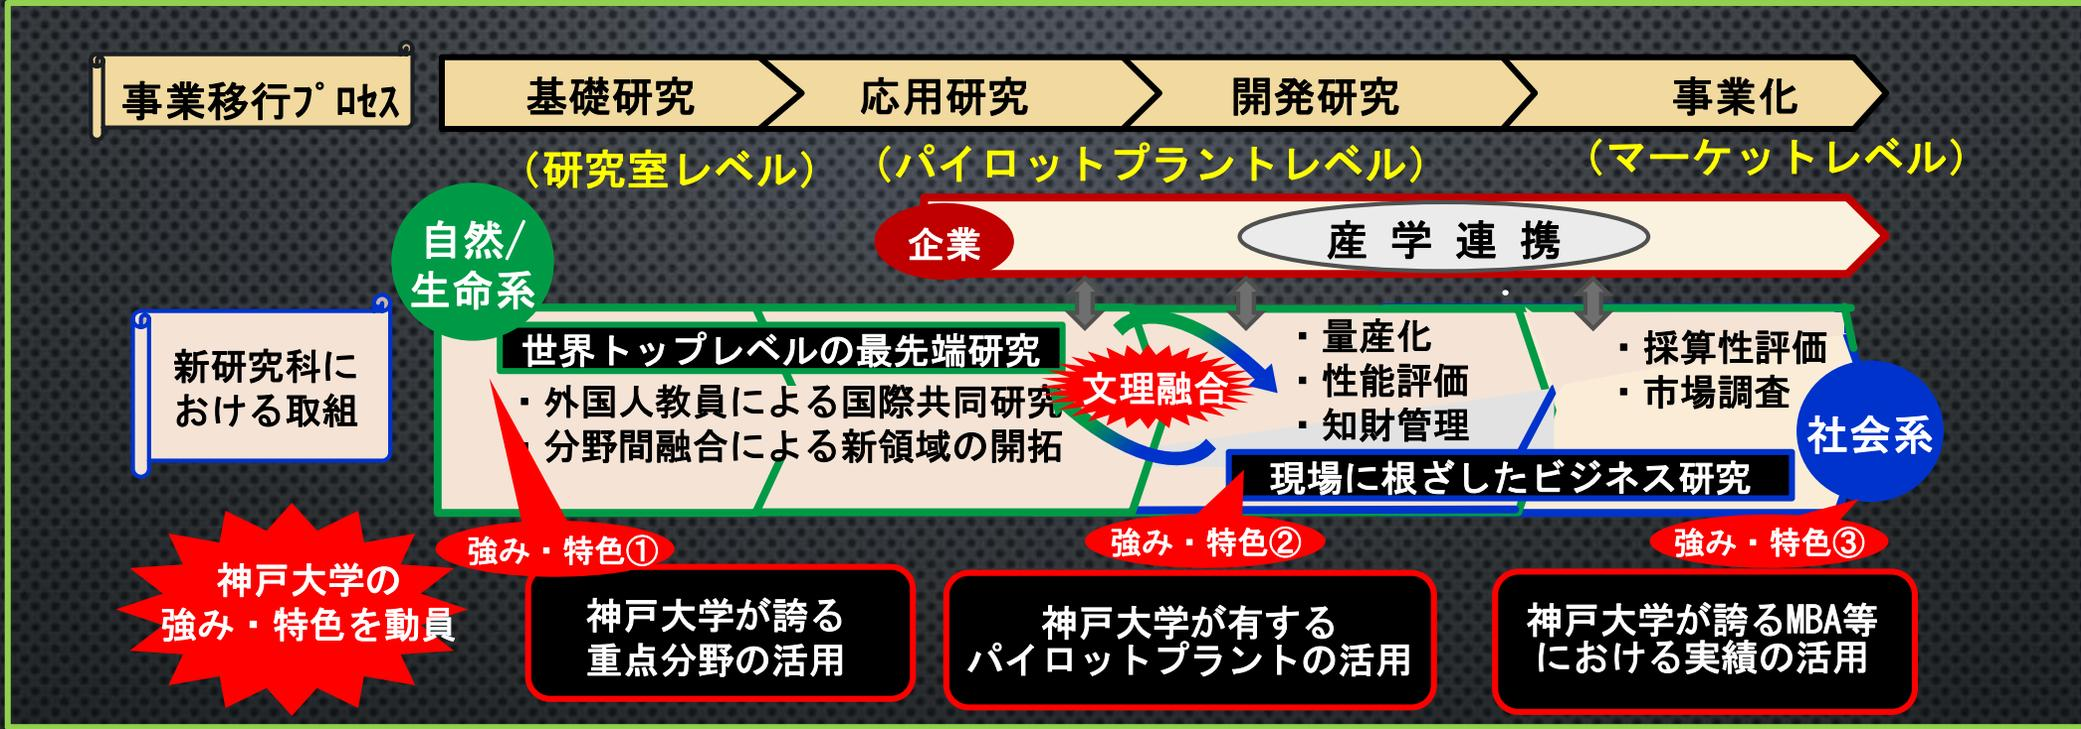 事業移行プロセス
基礎研究
応用研究
開発研究
事業化
（研究室レベル）
（パイロットプラントレベル）
（マーケットレベル）
自然/
生命系
企業
産学連携
新研究科に
おける取組
世界トップレベルの最先端研究
・外国人教員による国際共同研究
・分野間融合による新領域の開拓
文理融合
・量産化
・性能評価
・知財管理
・採算性評価
・市場調査
社会系
現場に根ざしたビジネス研究
神戸大学の
強み・特色を動員
強み・特色①
強み・特色②
強み・特色③
神戸大学が誇る
重点分野の活用
神戸大学が有する
パイロットプラントの活用
神戸大学が誇るMBA等
における実績の活用